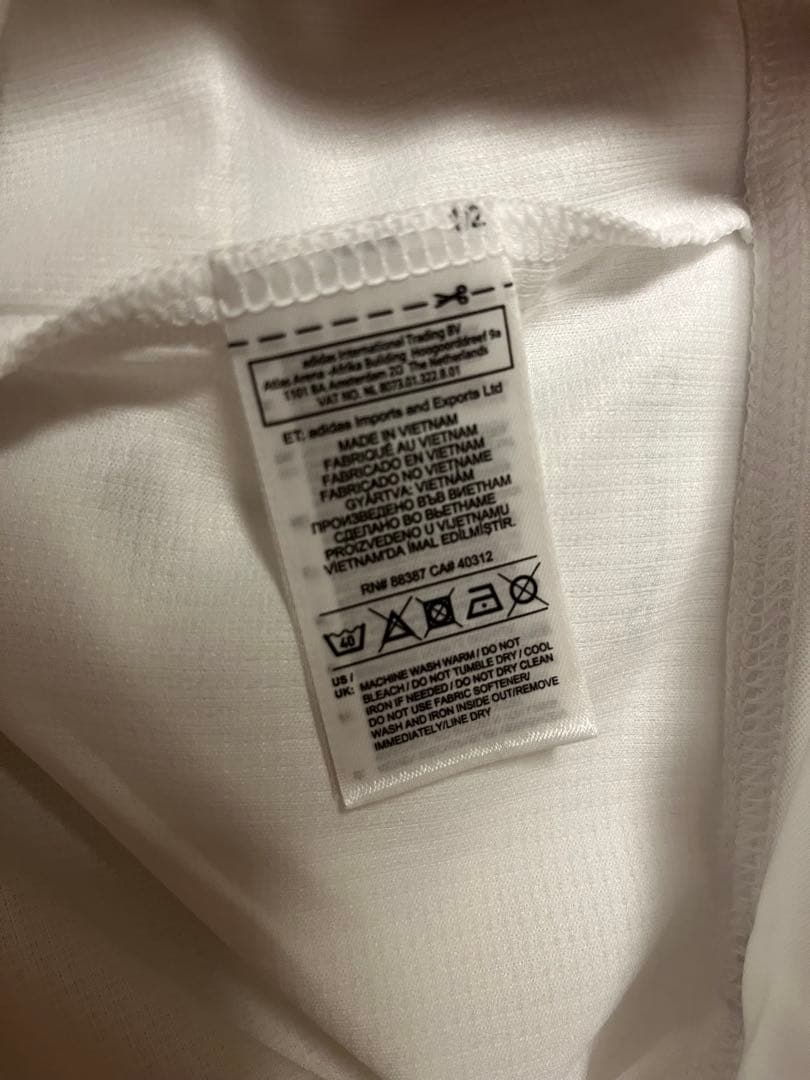 1/2
adidas International Trading BV
Atlas Arena -Afrika Building Hoogoorddreef 9a
1101 BA Amsterdam ZO The Netherlands
VAT NO. NL 8073.01.322.B.01
ET: adidas Imports and Exports Ltd
MADE IN VIETNAM
FABRIQUÉ AU VIETNAM
FABRICADO EN VIETNAM
FABRICADO NO VIETNAME
GYÁRTVA: VIETNÁM
ПРОИЗВЕДЕНО ВЪВ ВИЕТНАМ
СДЕЛАНО ВО ВЬЕТНАМЕ
PROIZVEDENO U VIJETNAMU
VIETNAM'DA İMAL EDİLMİŞTİR.
RN# 88387 CA# 40312
40
US / UK: MACHINE WASH WARM / DO NOT
BLEACH / DO NOT TUMBLE DRY / COOL
IRON IF NEEDED / DO NOT DRY CLEAN
DO NOT USE FABRIC SOFTENER/
WASH AND IRON INSIDE OUT/REMOVE
IMMEDIATELY/LINE DRY